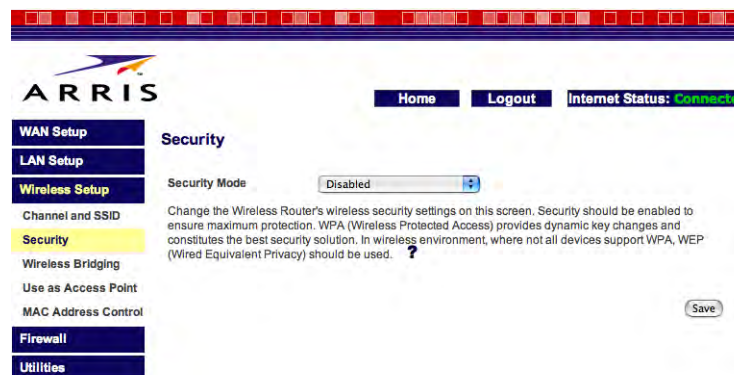 ARRIS
Home
Logout
Internet Status: Connecte
WAN Setup
LAN Setup
Wireless Setup
Channel and SSID
Security
Wireless Bridging
Use as Access Point
MAC Address Control
Firewall
Utilities
Security
Security Mode
Disabled
Change the Wireless Router's wireless security settings on this screen. Security should be enabled to
ensure maximum protection. WPA (Wireless Protected Access) provides dynamic key changes and
constitutes the best security solution. In wireless environment, where not all devices support WPA, WEP
(Wired Equivalent Privacy) should be used. ?
Save